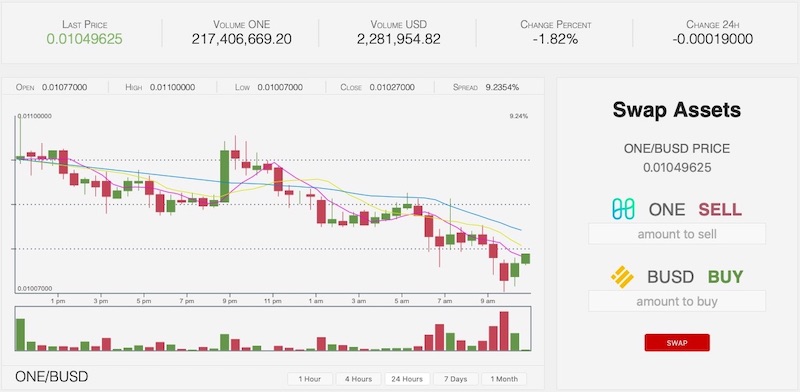 Last Price Volume ONE Volume USD Change Percent Change 24h
0.01049625 217,406,669.20 2,281,954.82 -1.82% -0.00019000
Open 0.01077000 High 0.01100000 Low 0.01007000 Close 0.01027000 Spread 9.2354%
0.01100000 9.24%
0.01007000
1 pm 3 pm 5 pm 7 pm 9 pm 11 pm 1 am 3 am 5 am 7 am 9 am
ONE/BUSD 1 Hour 4 Hours 24 Hours 7 Days 1 Month
Swap Assets
ONE/BUSD PRICE
0.01049625
ONE SELL
amount to sell
BUSD BUY
amount to buy
SWAP